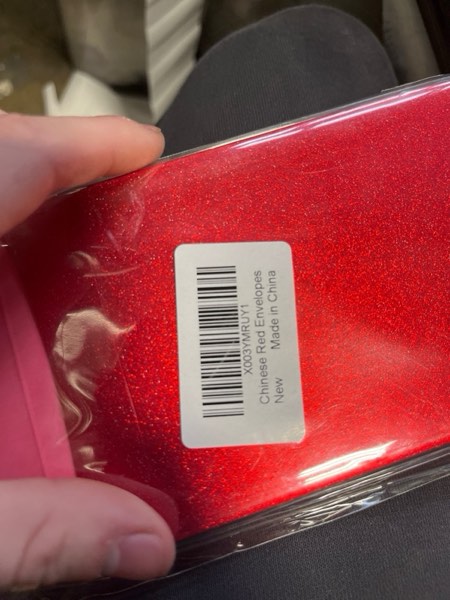 X003YMRUY1
Chinese Red Envelopes
New Made in China